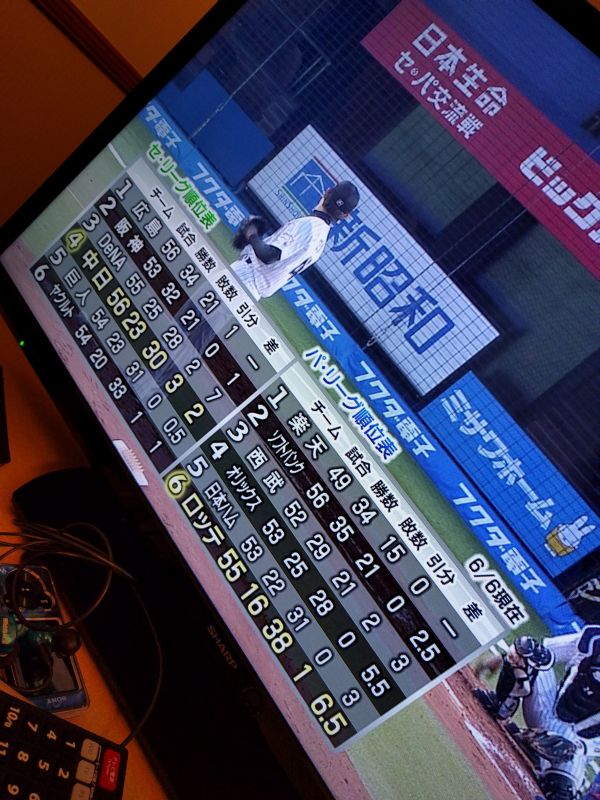 日本生命
セ・パ交流戦
ビック
新昭和
フクダ電子
フクダ電子
フクダ電子
フクダ電子
ミサワホーム
セ・リーグ順位表
チーム 試合 勝数 敗数 引分 差
1 広島 56 34 21 1 ―
2 阪神 53 32 21 0 1
3 DeNA 55 25 28 2 7
4 中日 56 23 30 3 2
5 巨人 54 23 31 0 0.5
6 ヤクルト 54 20 33 1 1
パ・リーグ順位表
チーム 試合 勝数 敗数 引分 差
1 楽天 49 34 15 0 ―
2 ソフトバンク 56 35 21 0 2.5
3 西武 52 29 21 2 3
4 オリックス 53 25 28 0 5.5
5 日本ハム 53 22 31 0 3
6 ロッテ 55 16 38 1 6.5
6/6現在
SHARP
SONY